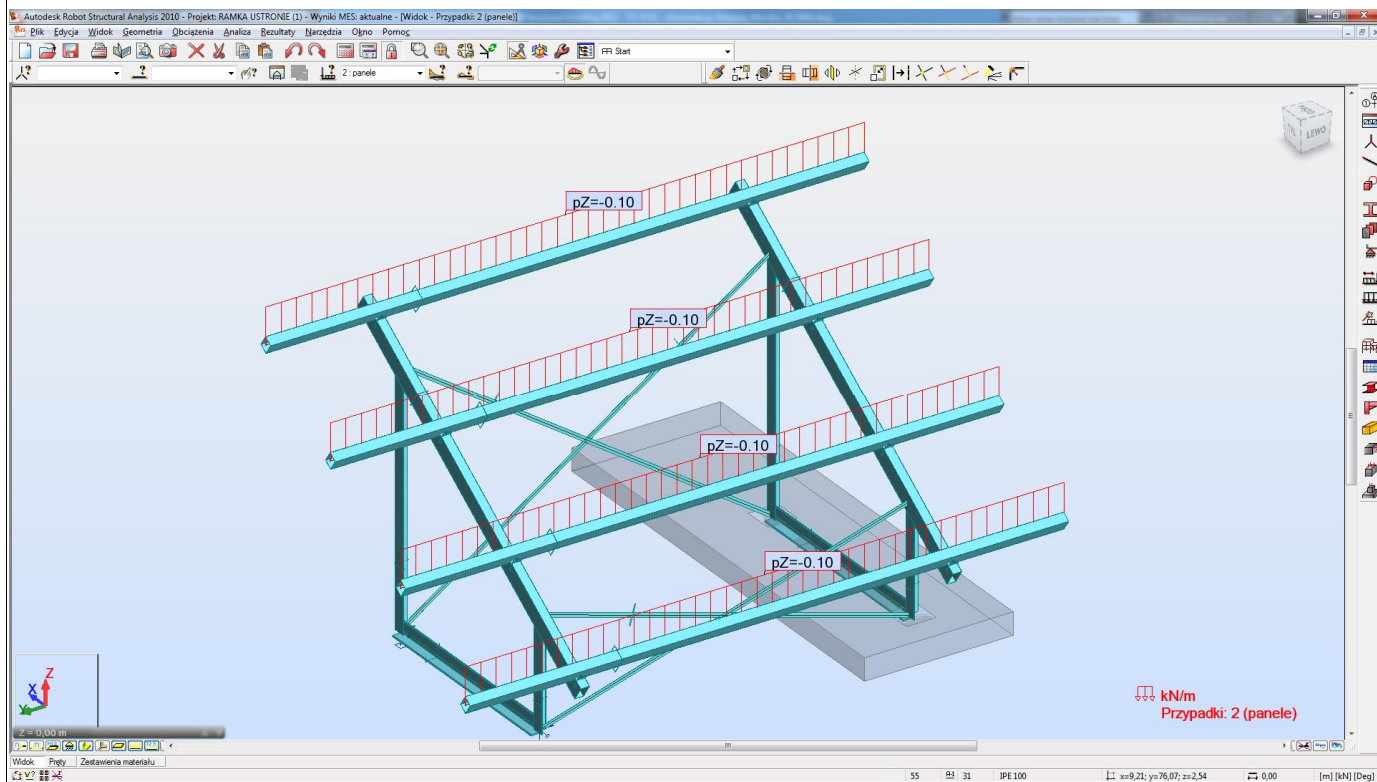 Autodesk Robot Structural Analysis 2010 - Projekt: RAMKA USTRONIE (1) - Wyniki MES: aktualne - [Widok - Przypadki: 2 (panele)]
Plik Edycja Widok Geometria Obciążenia Analiza Rezultaty Narzędzia Okno Pomoc
Start
2 : panele
LEWO
pZ=-0.10
pZ=-0.10
pZ=-0.10
pZ=-0.10
Z
X
Y
kN/m
Przypadki: 2 (panele)
Z = 0,00 m
Widok Pręty Zestawienia materiału
55 31 IPE 100 x=9,21; y=76,07; z=2,54 0,00 [m] [kN] [Deg]